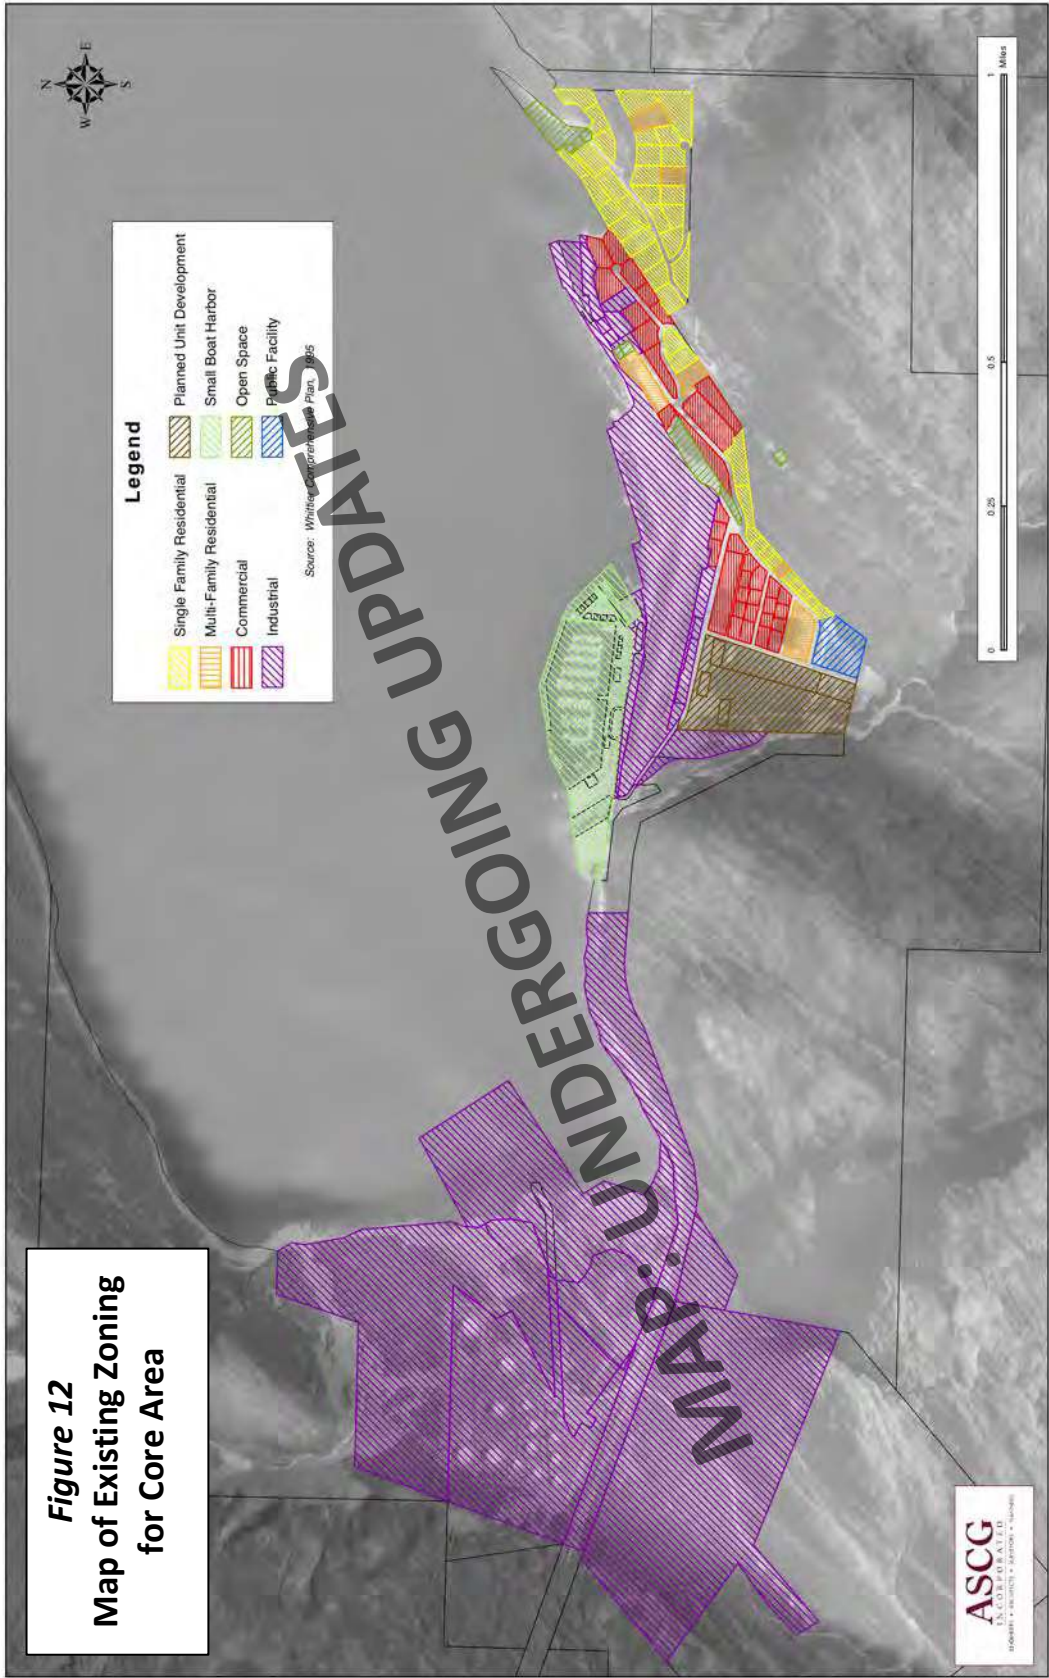 Figure 12
Map of Existing Zoning
for Core Area
Legend
Single Family Residential
Multi-Family Residential
Commercial
Industrial
Planned Unit Development
Small Boat Harbor
Open Space
Public Facility
Source: Whittier Comprehensive Plan, 1995
N
W
E
S
MAP: UNDERGOING UPDATES
0
0.25
0.5
1
Miles
ASCG
INCORPORATED